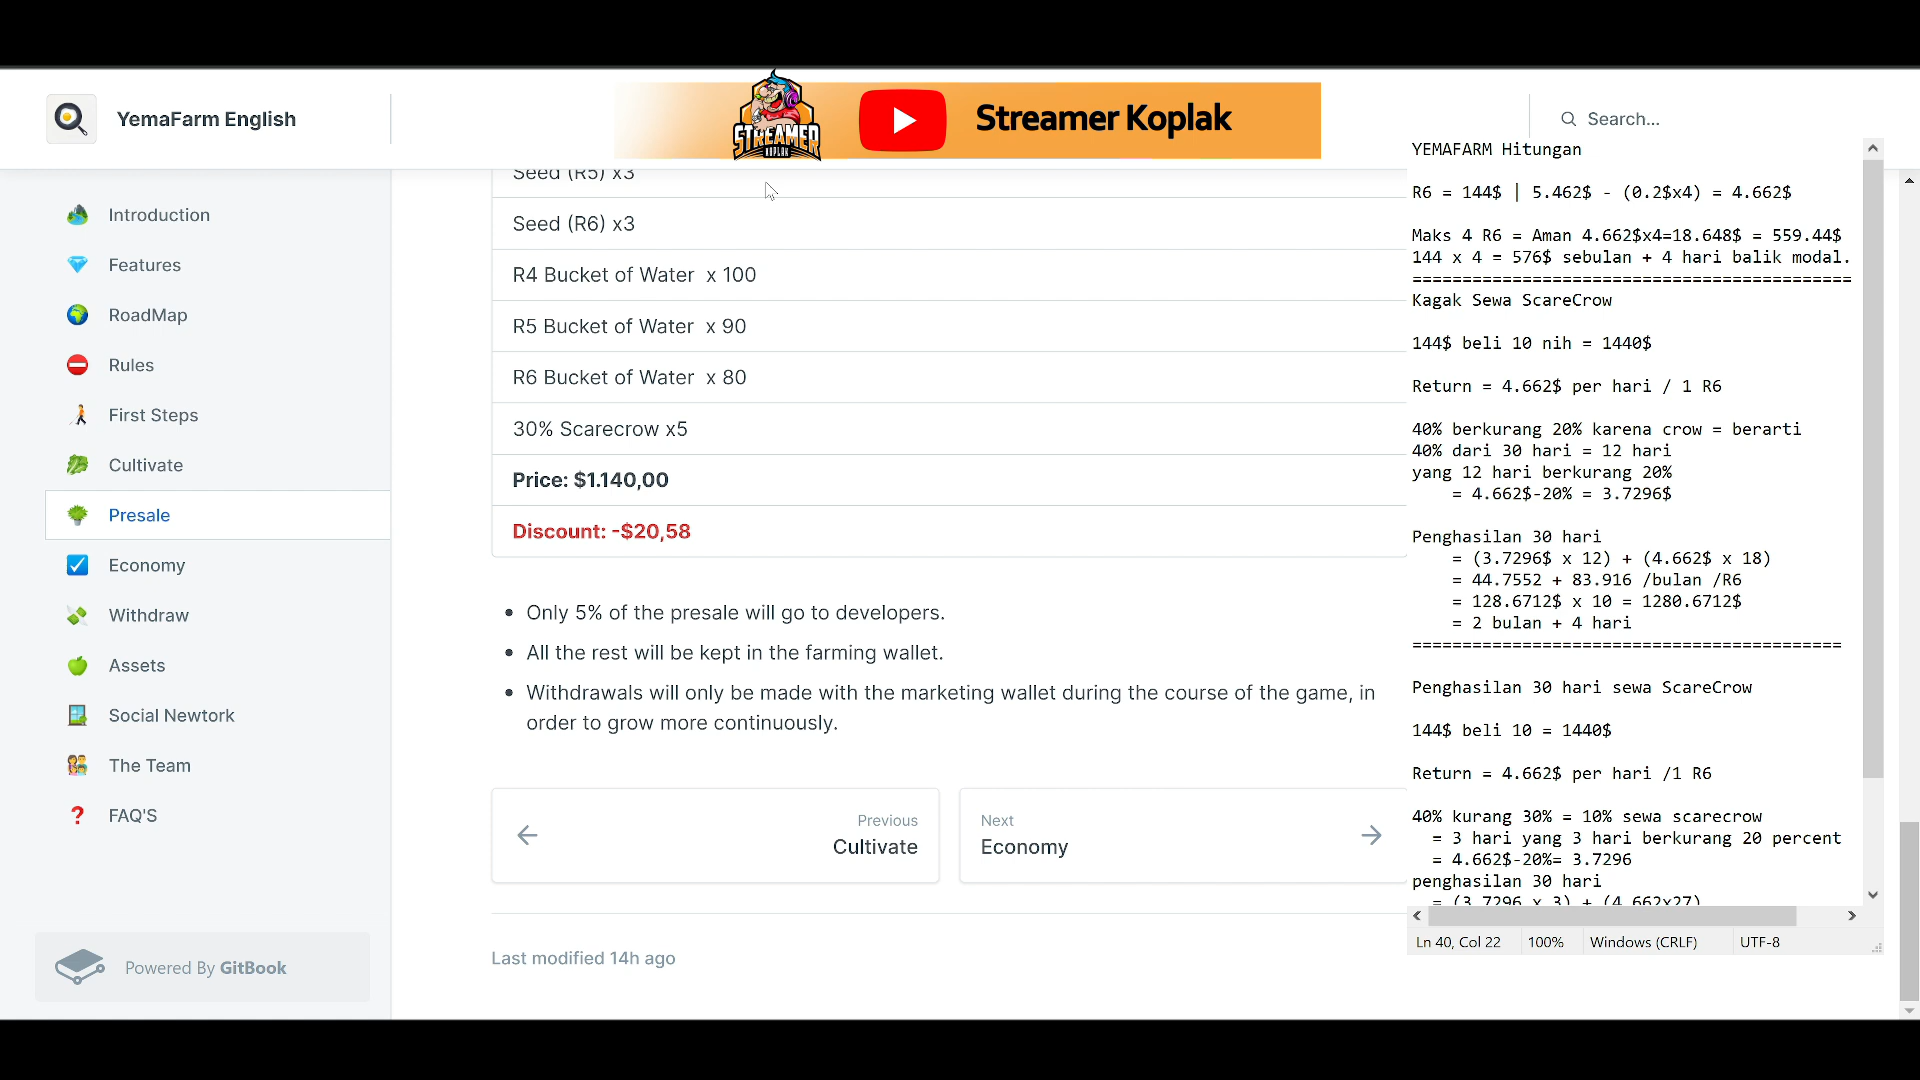 YemaFarm English
STREAMER
KOPLAK
Streamer Koplak
Search...
Introduction
Features
RoadMap
Rules
First Steps
Cultivate
Presale
Economy
Withdraw
Assets
Social Newtork
The Team
FAQ'S
Powered By GitBook
Seed (R5) x3
Seed (R6) x3
R4 Bucket of Water x 100
R5 Bucket of Water x 90
R6 Bucket of Water x 80
30% Scarecrow x5
Price: $1.140,00
Discount: -$20,58
• Only 5% of the presale will go to developers.
• All the rest will be kept in the farming wallet.
• Withdrawals will only be made with the marketing wallet during the course of the game, in
order to grow more continuously.
Previous
Cultivate
Next
Economy
Last modified 14h ago
YEMAFARM Hitungan
R6 = 144$ | 5.462$ - (0.2$x4) = 4.662$
Maks 4 R6 = Aman 4.662$x4=18.648$ = 559.44$
144 x 4 = 576$ sebulan + 4 hari balik modal.
============================================
Kagak Sewa ScareCrow
144$ beli 10 nih = 1440$
Return = 4.662$ per hari / 1 R6
40% berkurang 20% karena crow = berarti
40% dari 30 hari = 12 hari
yang 12 hari berkurang 20%
= 4.662$-20% = 3.7296$
Penghasilan 30 hari
= (3.7296$ x 12) + (4.662$ x 18)
= 44.7552 + 83.916 /bulan /R6
= 128.6712$ x 10 = 1280.6712$
= 2 bulan + 4 hari
===========================================
Penghasilan 30 hari sewa ScareCrow
144$ beli 10 = 1440$
Return = 4.662$ per hari /1 R6
40% kurang 30% = 10% sewa scarecrow
= 3 hari yang 3 hari berkurang 20 percent
= 4.662$-20%= 3.7296
penghasilan 30 hari
= (3.7296 x 3) + (4.662x27)
Ln 40, Col 22
100%
Windows (CRLF)
UTF-8